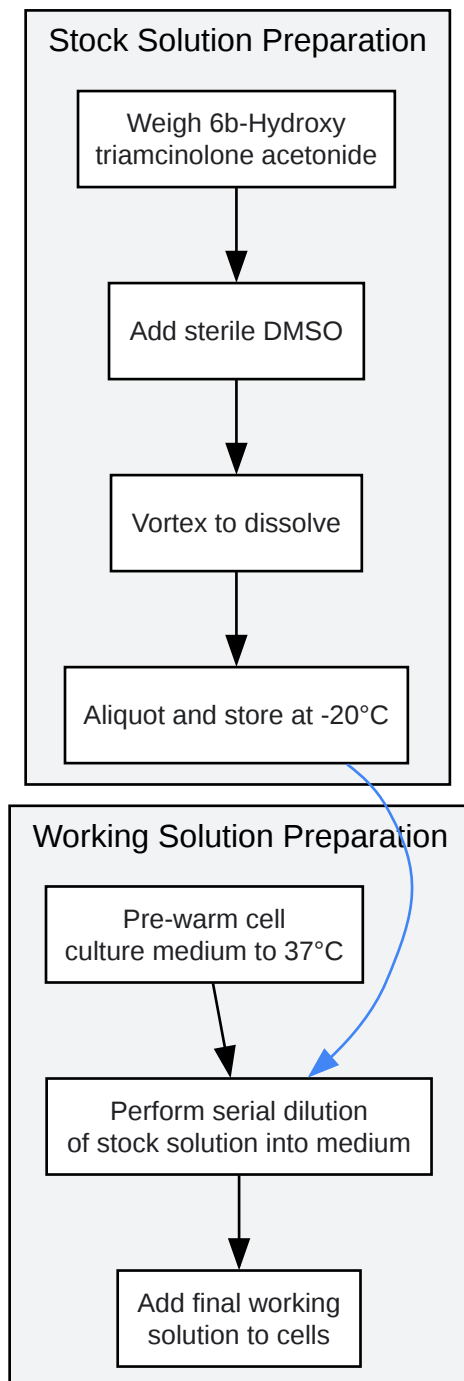 Stock Solution Preparation
Weigh 6b-Hydroxy
triamcinolone acetonide
Add sterile DMSO
Vortex to dissolve
Aliquot and store at -20°C
Working Solution Preparation
Pre-warm cell
culture medium to 37°C
Perform serial dilution
of stock solution into medium
Add final working
solution to cells